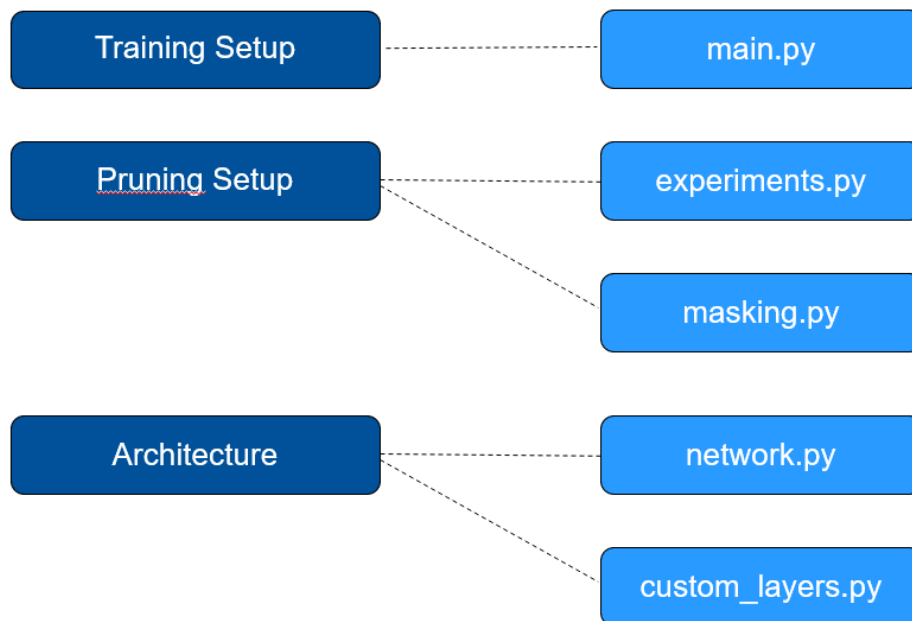 Training Setup
main.py
Pruning Setup
experiments.py
masking.py
Architecture
network.py
custom_layers.py